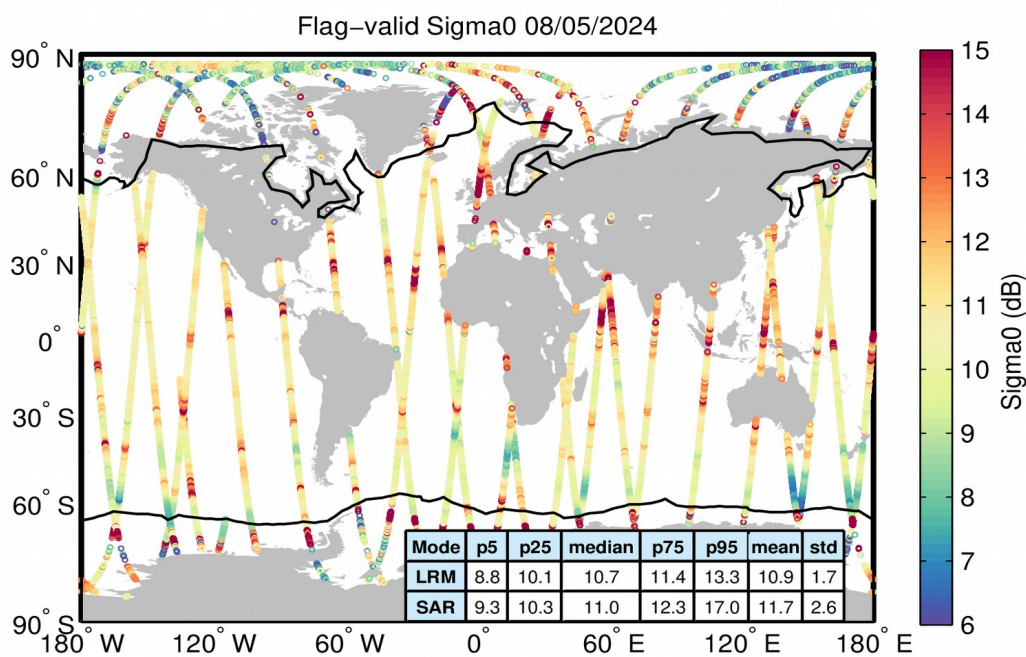 Flag−valid Sigma0 08/05/2024
90° N
60° N
30° N
0°
30° S
60° S
90° S
180° W
120° W
60° W
0°
60° E
120° E
180° E
15
14
13
12
11
10
9
8
7
6
Sigma0 (dB)
Mode p5 p25 median p75 p95 mean std
LRM 8.8 10.1 10.7 11.4 13.3 10.9 1.7
SAR 9.3 10.3 11.0 12.3 17.0 11.7 2.6